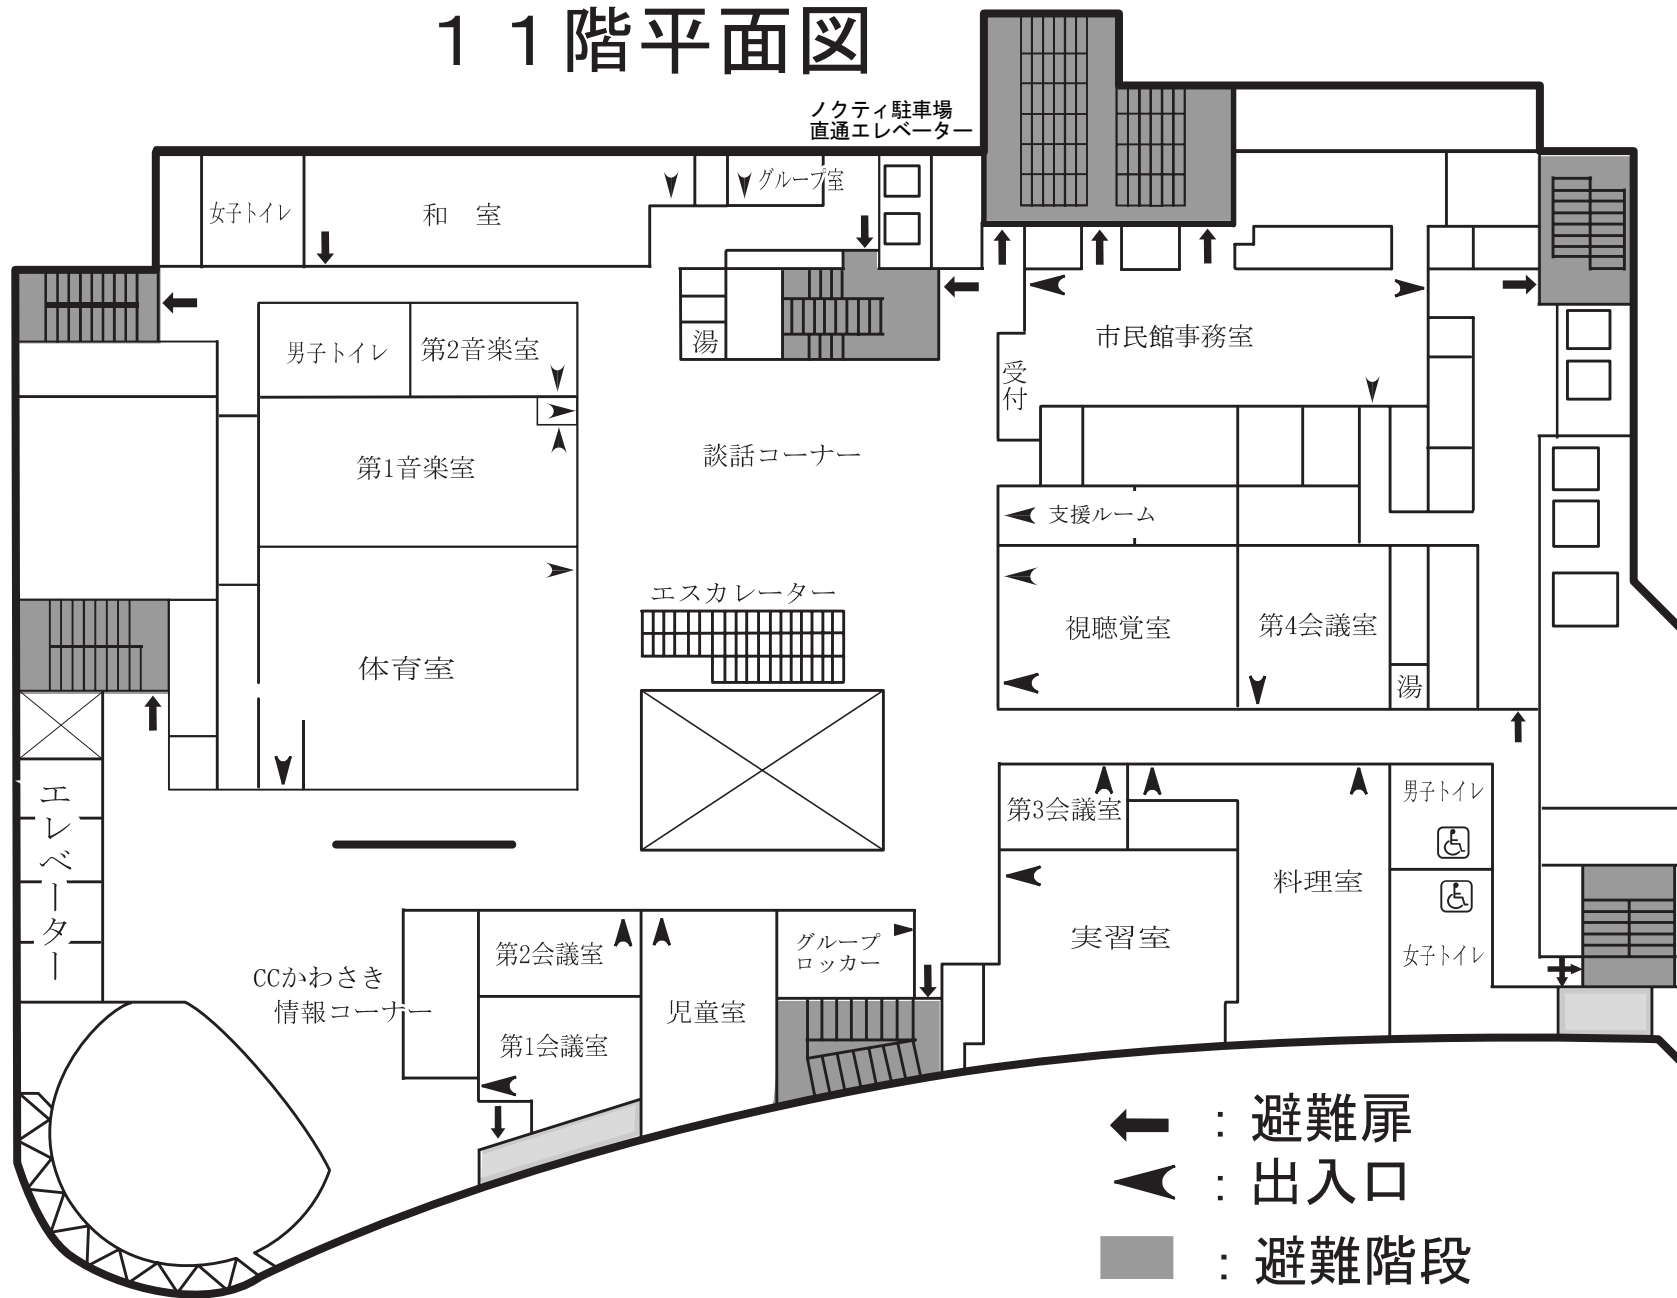 １１階平面図
ノクティ駐車場
直通エレベーター
グループ室
女子トイレ
和　室
男子トイレ
第2音楽室
湯
市民館事務室
受付
第1音楽室
談話コーナー
支援ルーム
エスカレーター
視聴覚室
第4会議室
体育室
湯
エレベーター
第3会議室
男子トイレ
料理室
実習室
女子トイレ
第2会議室
グループ
ロッカー
CCかわさき
情報コーナー
児童室
第1会議室
：避難扉
：出入口
：避難階段